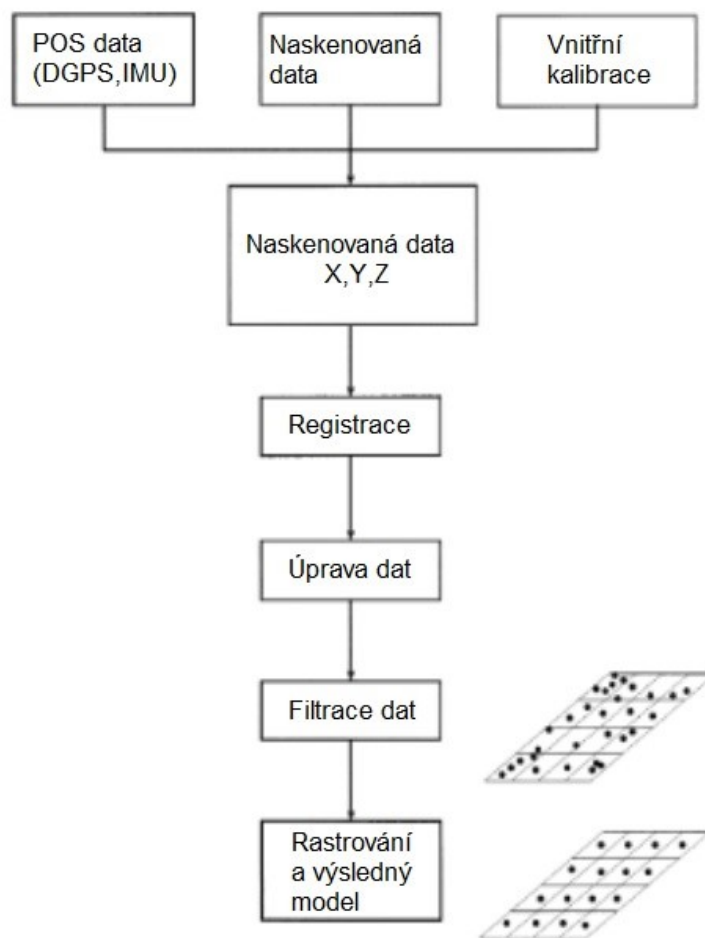 POS data
(DGPS,IMU)
Naskenovaná
data
Vnitřní
kalibrace
Naskenovaná data
X,Y,Z
Registrace
Úprava dat
Filtrace dat
Rastrování
a výsledný
model